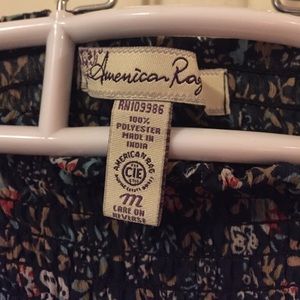 American Rag
RN109986
100%
POLYESTER
MADE IN
INDIA
AMERICAN RAG
CIE
M
CARE ON
REVERSE